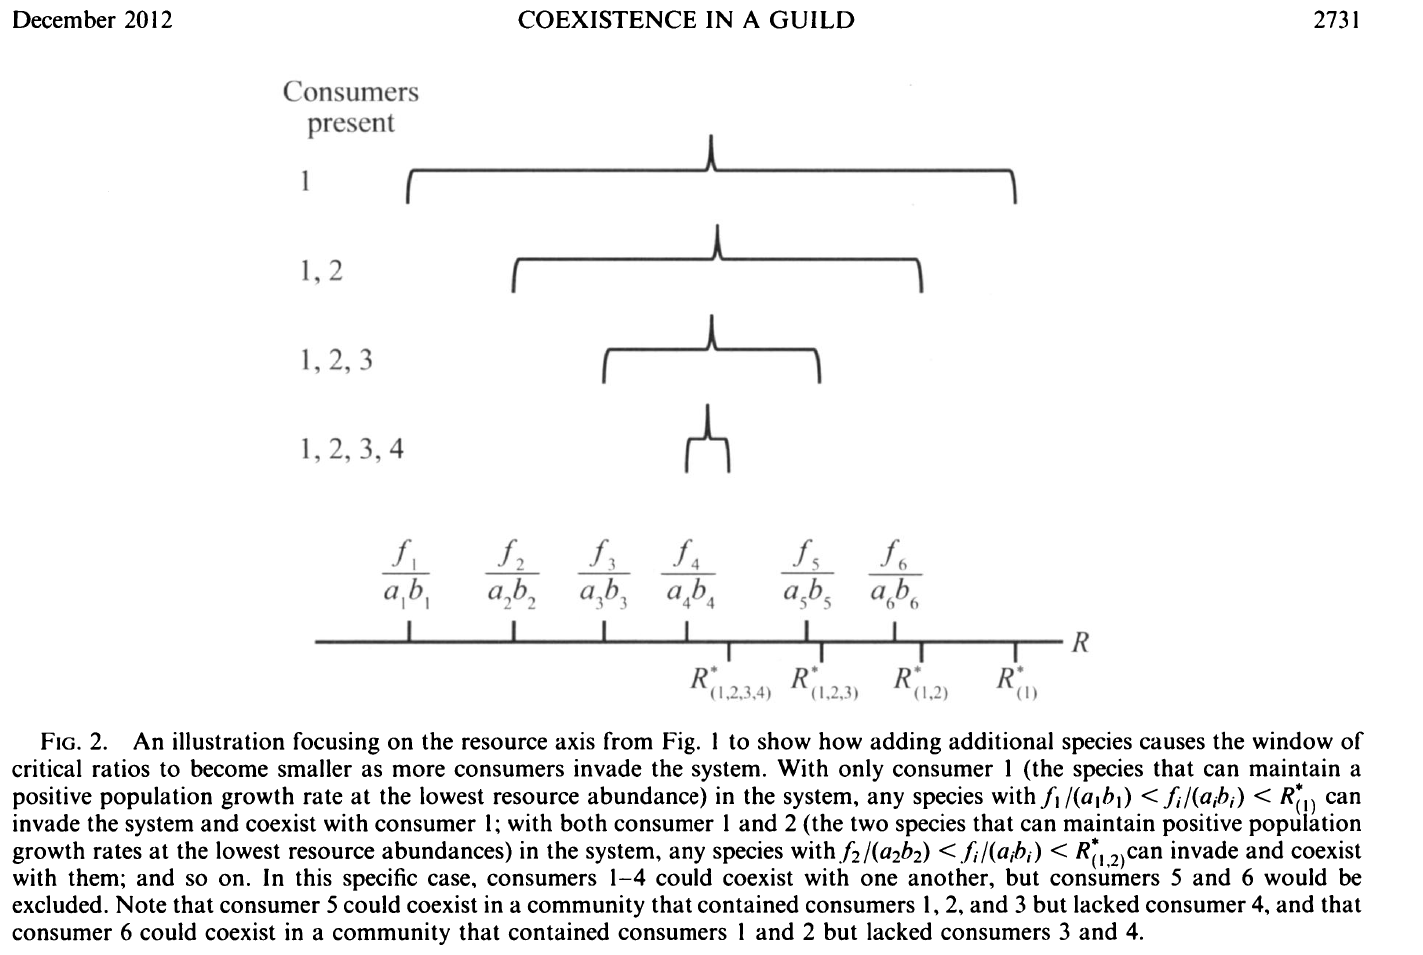 December 2012 COEXISTENCE IN A GUILD 2731
Consumers
present
1
1, 2
1, 2, 3
1, 2, 3, 4
f1 f2 f3 f4 f5 f6
a1b1 a2b2 a3b3 a4b4 a5b5 a6b6
R
R*(1,2,3,4) R*(1,2,3) R*(1,2) R*(1)
FIG. 2. An illustration focusing on the resource axis from Fig. 1 to show how adding additional species causes the window of
critical ratios to become smaller as more consumers invade the system. With only consumer 1 (the species that can maintain a
positive population growth rate at the lowest resource abundance) in the system, any species with f1/(a1b1) < fi/(aibi) < R*(1) can
invade the system and coexist with consumer 1; with both consumer 1 and 2 (the two species that can maintain positive population
growth rates at the lowest resource abundances) in the system, any species with f2/(a2b2) < fi/(aibi) < R*(1,2) can invade and coexist
with them; and so on. In this specific case, consumers 1–4 could coexist with one another, but consumers 5 and 6 would be
excluded. Note that consumer 5 could coexist in a community that contained consumers 1, 2, and 3 but lacked consumer 4, and that
consumer 6 could coexist in a community that contained consumers 1 and 2 but lacked consumers 3 and 4.